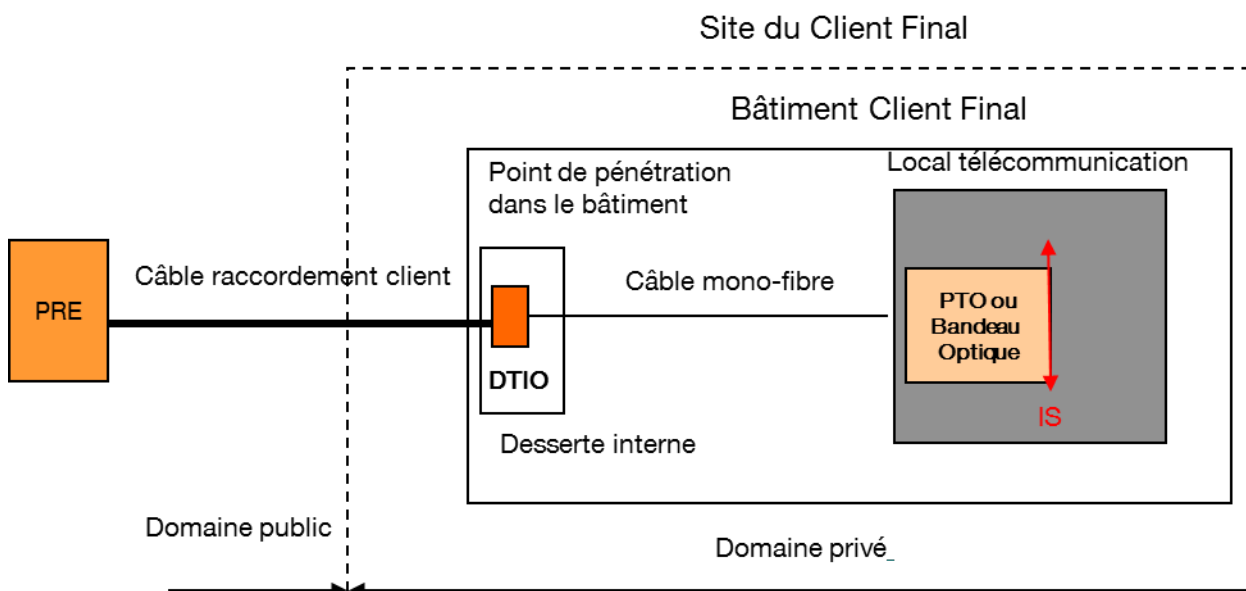 Site du Client Final
Bâtiment Client Final
Local télécommunication
Point de pénétration
dans le bâtiment
Câble raccordement client
Câble mono-fibre
PRE
PTO ou
Bandeau
Optique
DTIO
IS
Desserte interne
Domaine public
Domaine privé